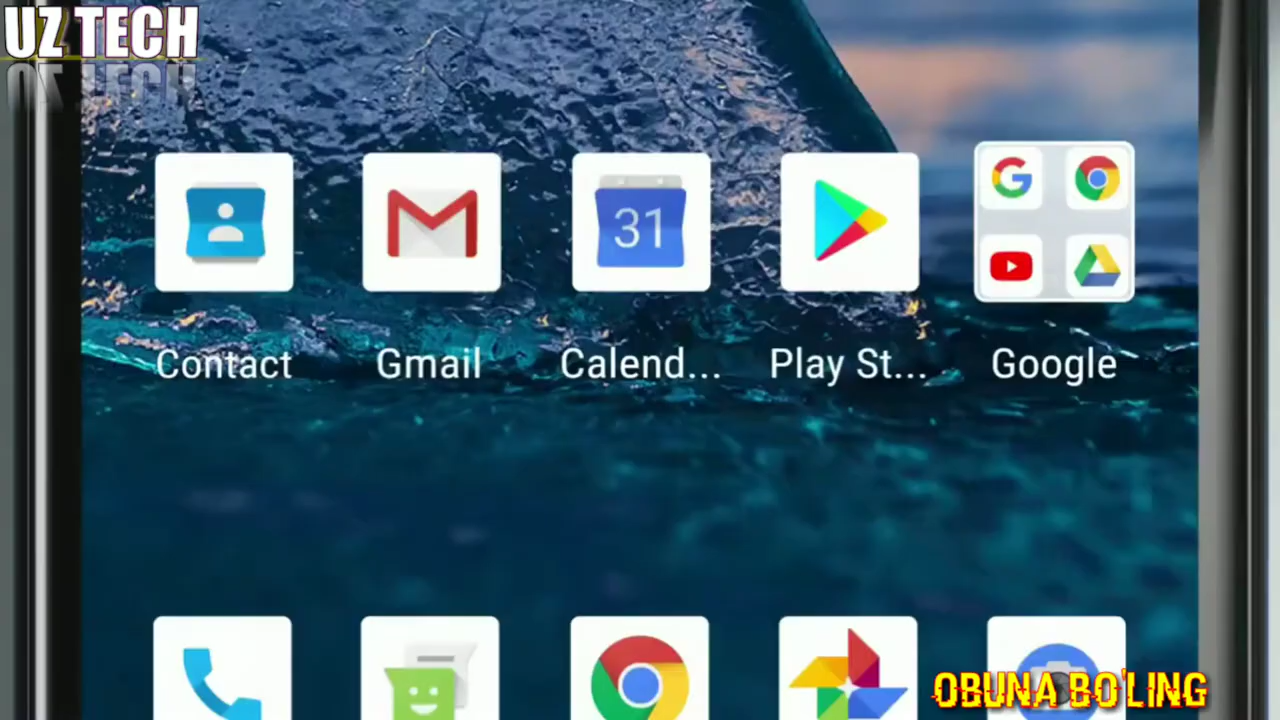 UZ TECH
31
Contact
Gmail
Calend...
Play St...
Google
OBUNA BO'LING